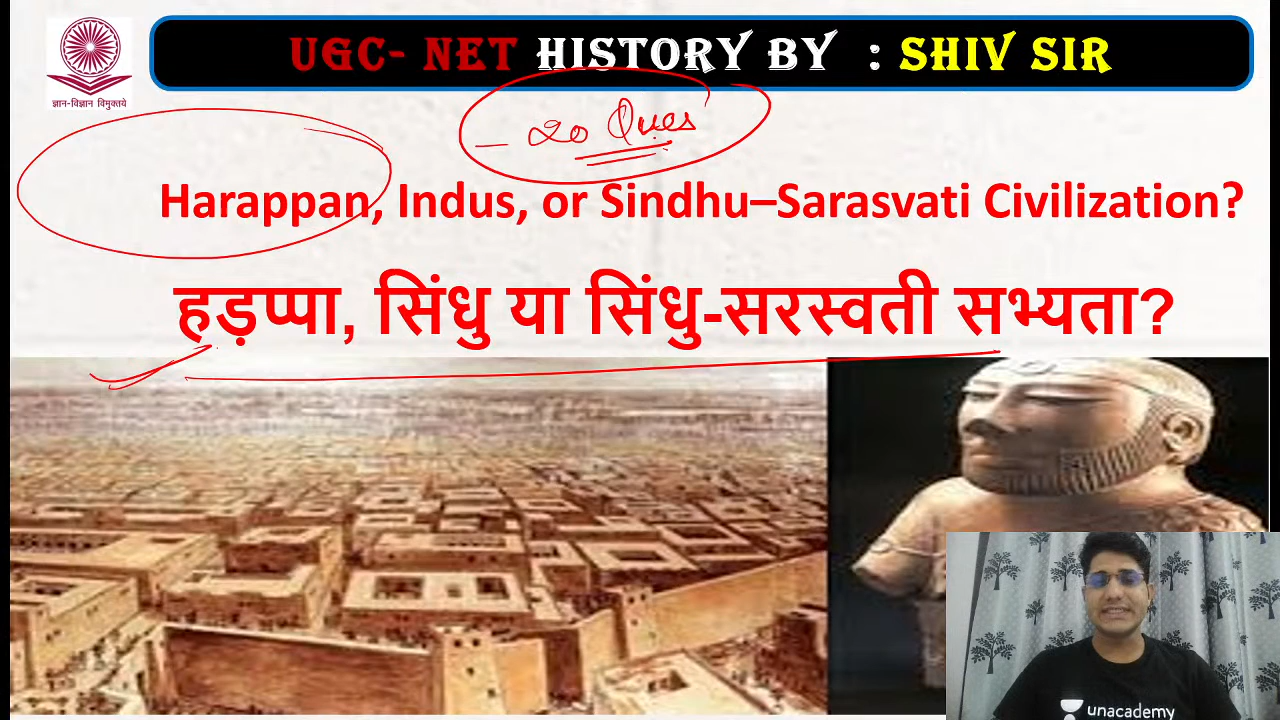 UGC- NET HISTORY BY : SHIV SIR
ज्ञान-विज्ञान विमुक्तये
- 20 Ques
Harappan, Indus, or Sindhu–Sarasvati Civilization?
हड़प्पा, सिंधु या सिंधु-सरस्वती सभ्यता?
unacademy